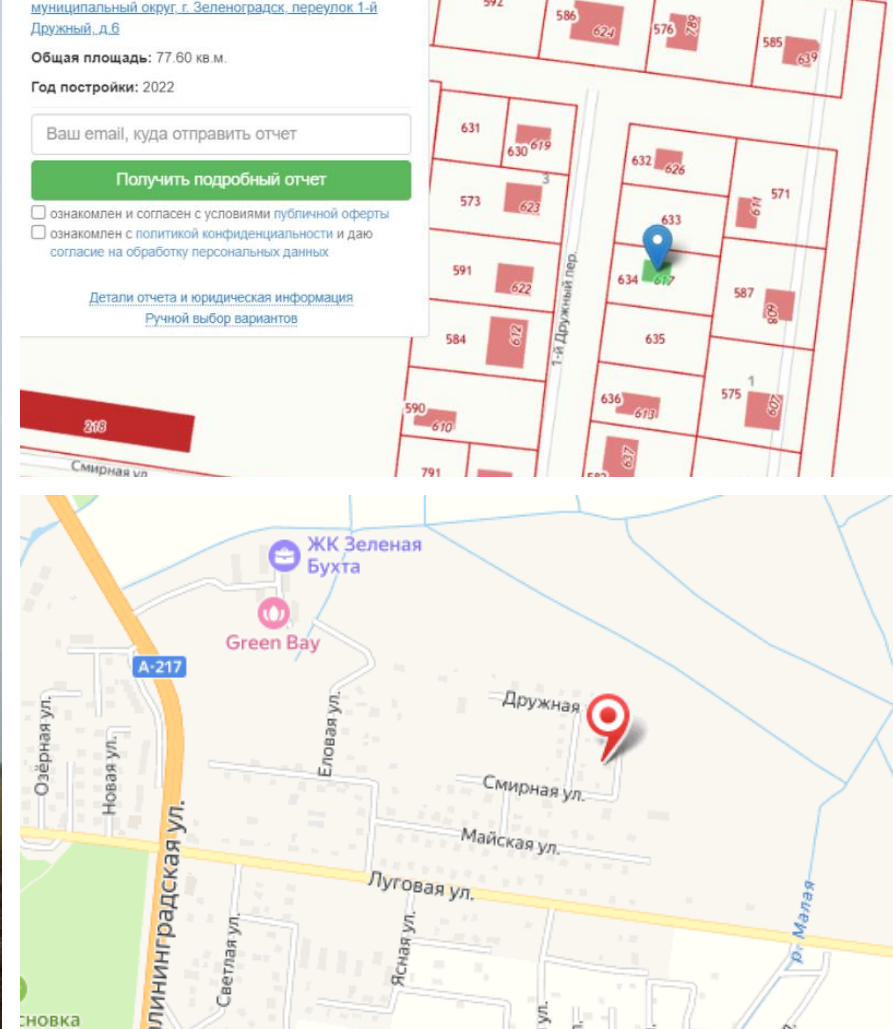 муниципальный округ, г. Зеленоградск, переулок 1-й
Дружный, д.6
Общая площадь: 77.60 кв.м.
Год постройки: 2022
Ваш email, куда отправить отчет
Получить подробный отчет
ознакомлен и согласен с условиями публичной оферты
ознакомлен с политикой конфиденциальности и даю
согласие на обработку персональных данных
Детали отчета и юридическая информация
Ручной выбор вариантов
592
586
624
576
789
585
639
631
630
619
3
632
626
573
623
633
611
571
591
622
634
617
587
608
584
612
635
1-й Дружный пер.
590
610
636
613
575
1
607
218
791
637
582
Смирная ул.
ЖК Зеленая
Бухта
Green Bay
А-217
Озёрная ул.
Новая ул.
Еловая ул.
Дружная
Смирная ул.
Майская ул.
Луговая ул.
алининградская ул.
Светлая ул.
Ясная ул.
р. Малая
ул.
сновка